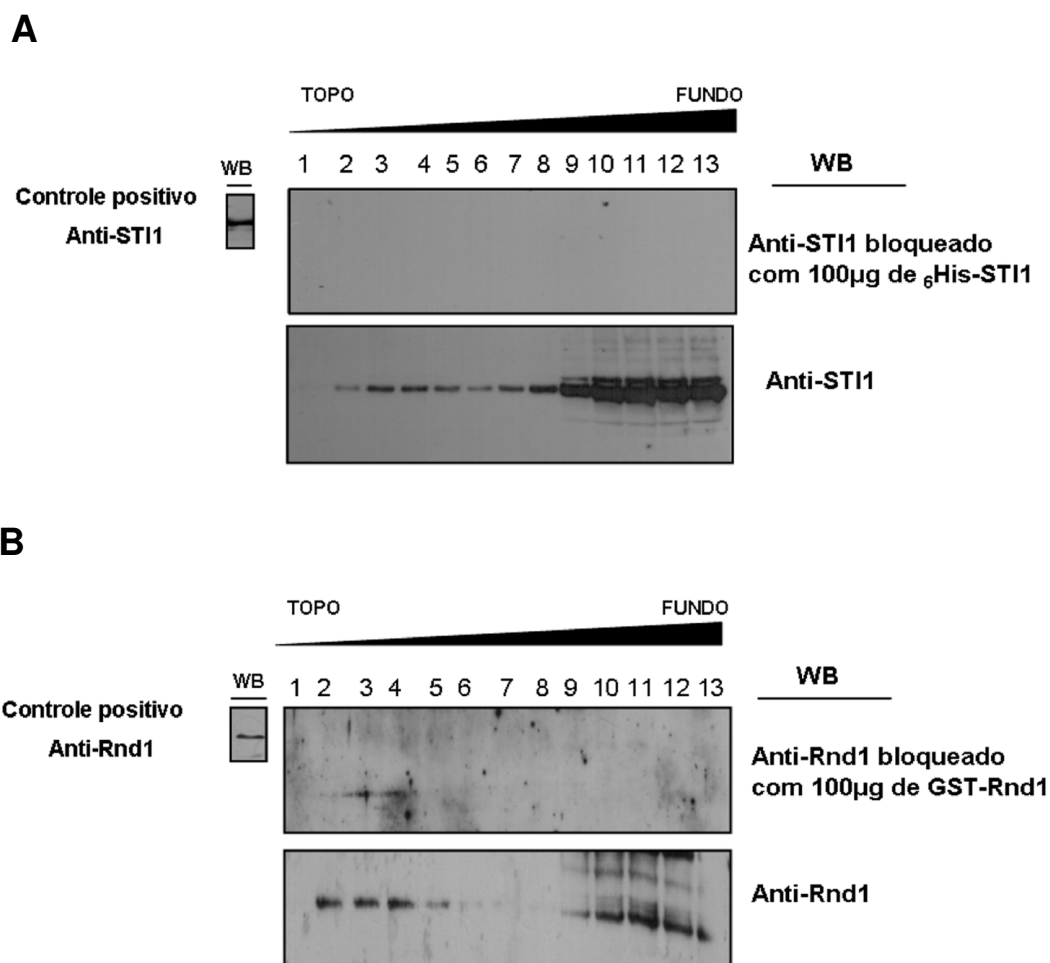 A
TOPO FUNDO
1 2 3 4 5 6 7 8 9 10 11 12 13
WB
WB
Controle positivo
Anti-STI1
Anti-STI1 bloqueado
com 100µg de ₆His-STI1
Anti-STI1
B
TOPO FUNDO
1 2 3 4 5 6 7 8 9 10 11 12 13
WB
WB
Controle positivo
Anti-Rnd1
Anti-Rnd1 bloqueado
com 100µg de GST-Rnd1
Anti-Rnd1